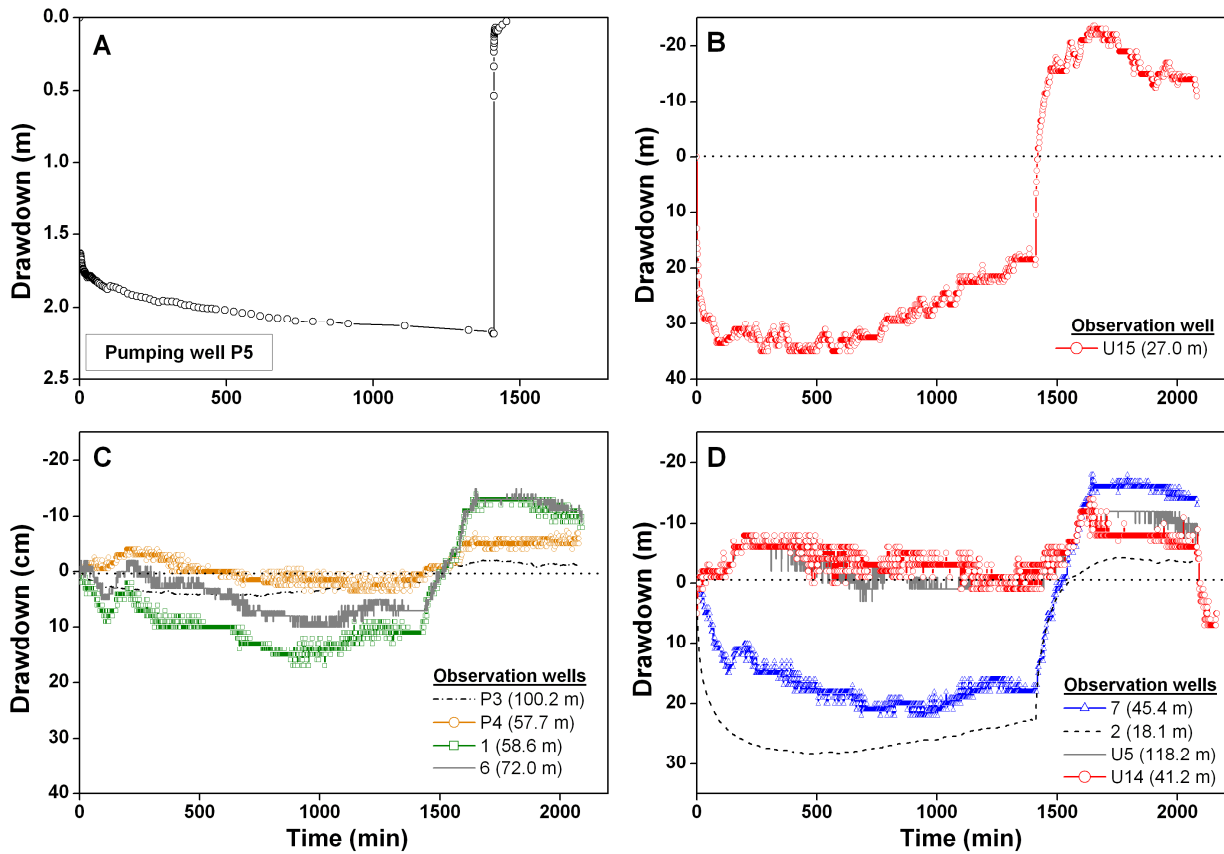 A
Drawdown (m)
0.0
0.5
1.0
1.5
2.0
2.5
Pumping well P5
0
500
1000
1500
B
Drawdown (m)
-20
-10
0
10
20
30
40
Observation well
U15 (27.0 m)
0
500
1000
1500
2000
C
Drawdown (cm)
-20
-10
0
10
20
30
40
Observation wells
P3 (100.2 m)
P4 (57.7 m)
1 (58.6 m)
6 (72.0 m)
0
500
1000
1500
2000
Time (min)
D
Drawdown (m)
-20
-10
0
10
20
30
Observation wells
7 (45.4 m)
2 (18.1 m)
U5 (118.2 m)
U14 (41.2 m)
0
500
1000
1500
2000
Time (min)